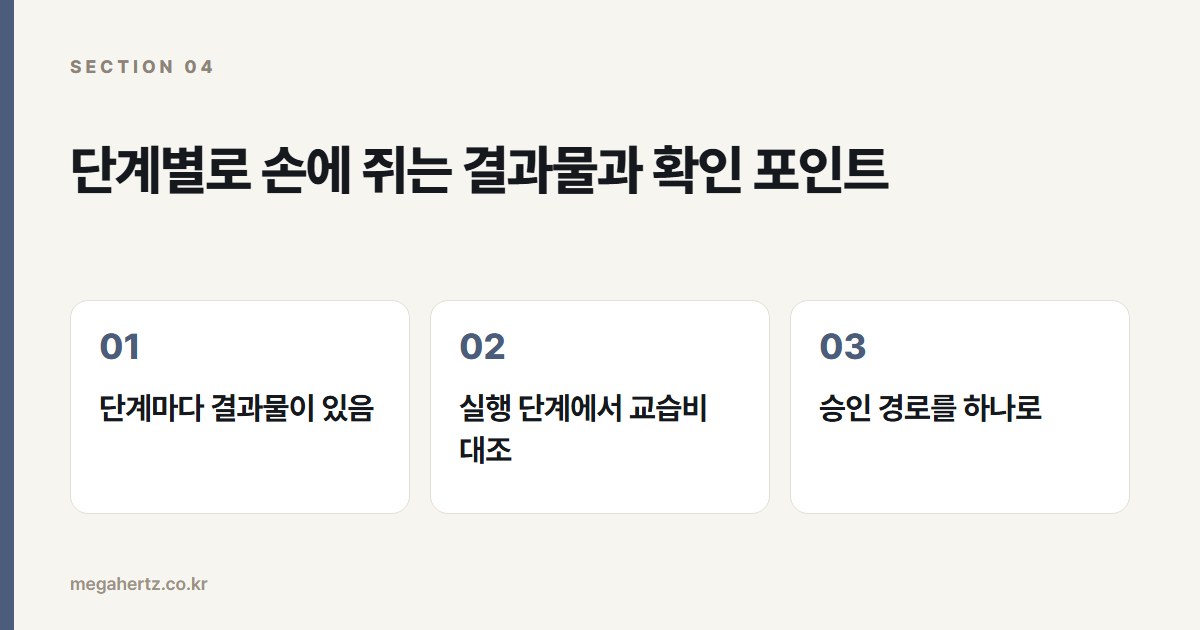 SECTION 04
단계별로 손에 쥐는 결과물과 확인 포인트
01
단계마다 결과물이 있음
02
실행 단계에서 교습비
대조
03
승인 경로를 하나로
megahertz.co.kr